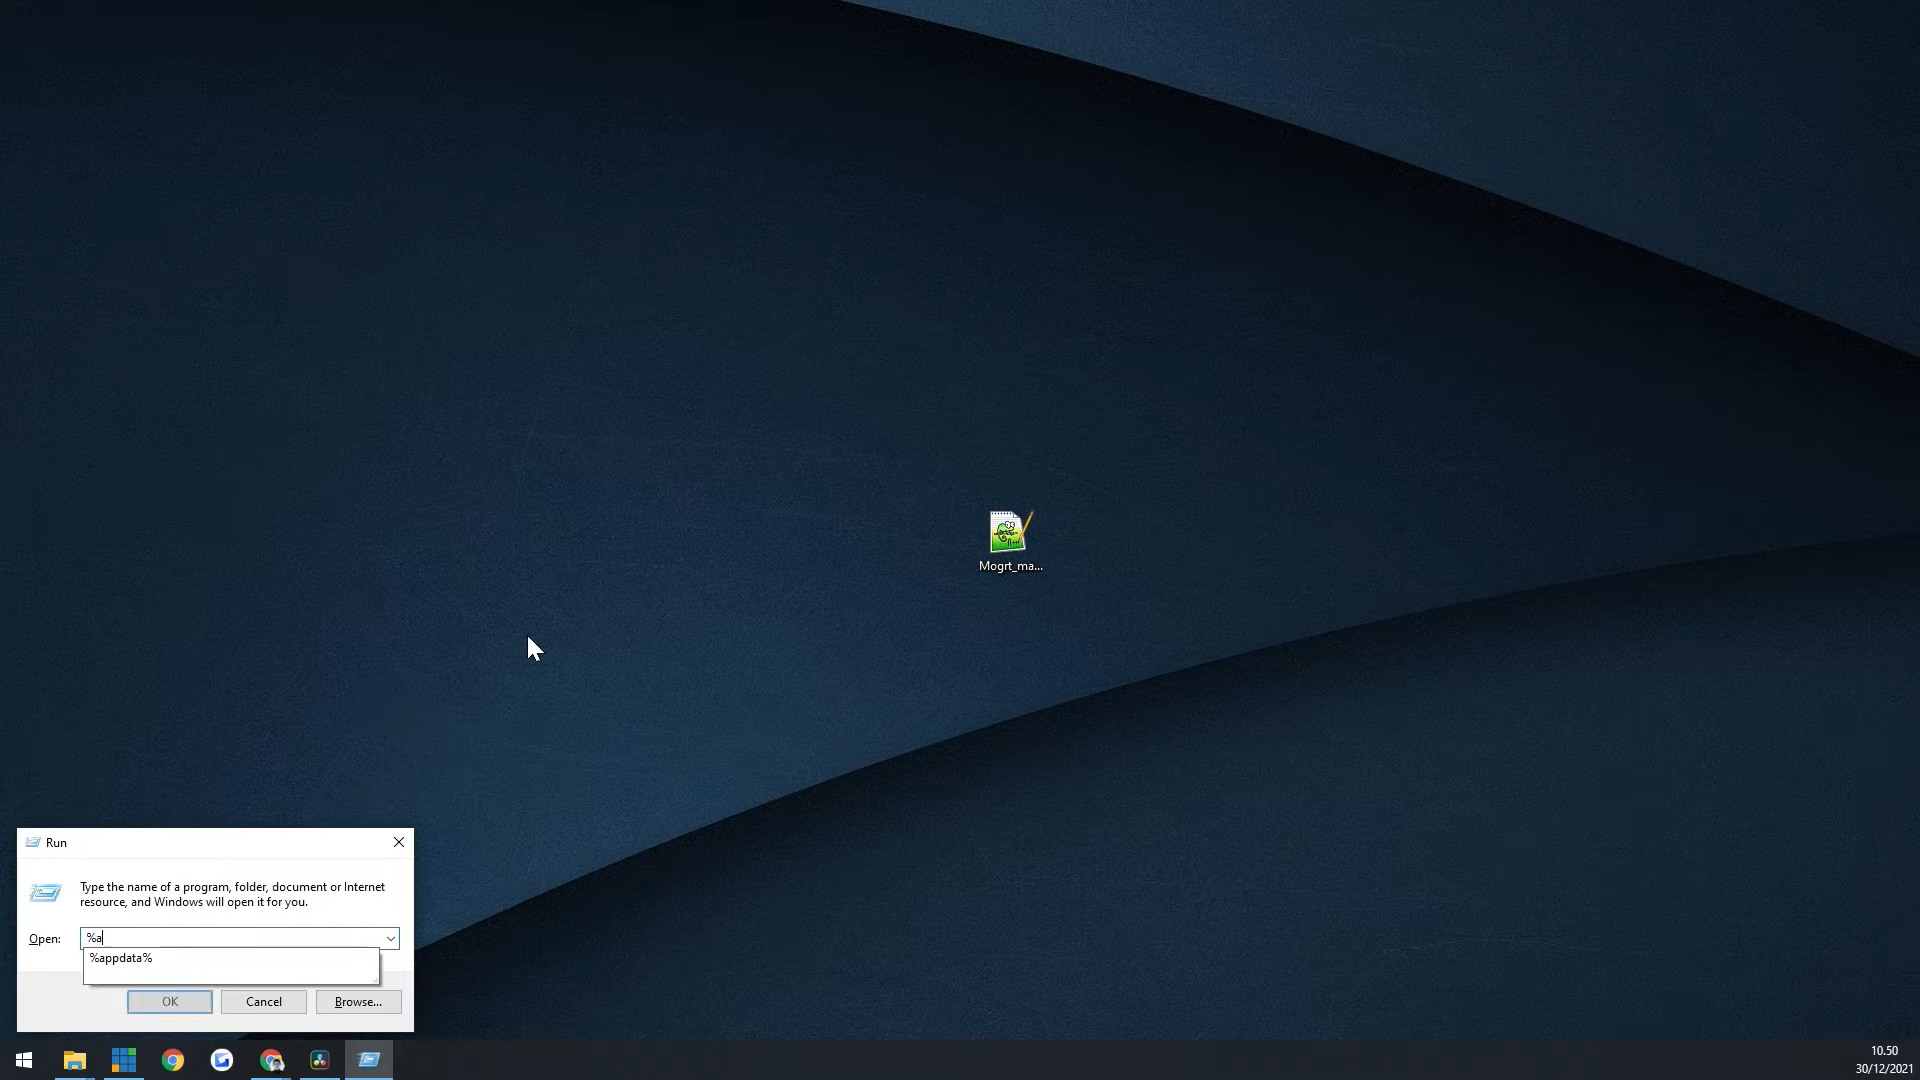 Mogrt_ma...
Run
Type the name of a program, folder, document or Internet
resource, and Windows will open it for you.
Open:
%a
%appdata%
OK
Cancel
Browse...
10.50
30/12/2021